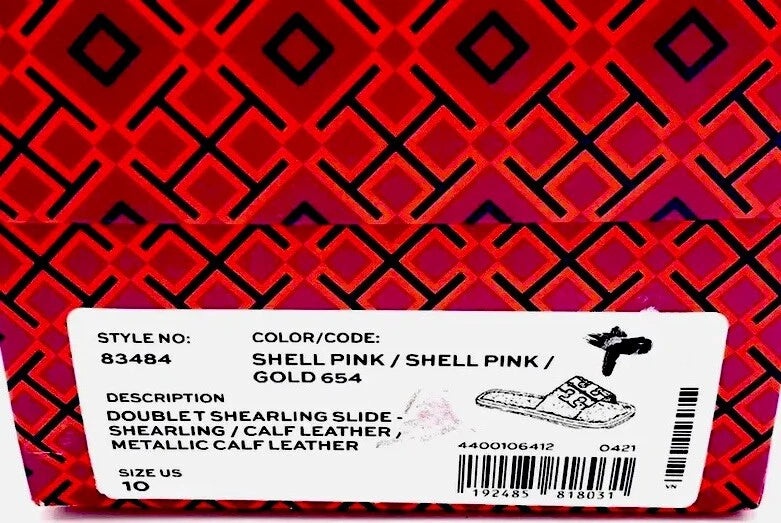 STYLE NO:
83484
COLOR/CODE:
SHELL PINK / SHELL PINK /
GOLD 654
DESCRIPTION
DOUBLE T SHEARLING SLIDE -
SHEARLING / CALF LEATHER /
METALLIC CALF LEATHER
SIZE US
10
4400106412 0421
192485 818031